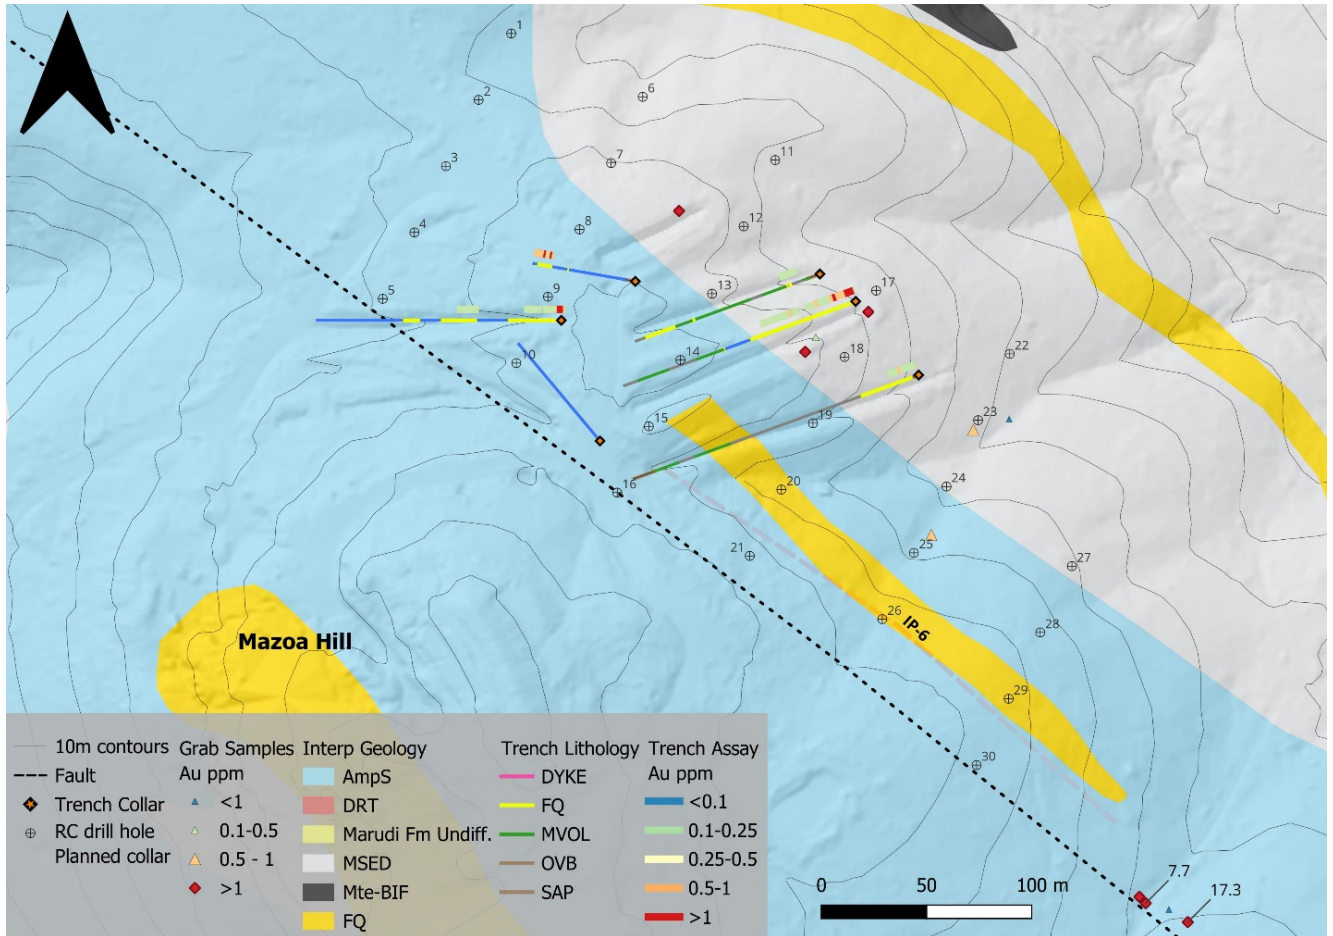 1
2
6
3
7
11
4
8
12
5
9
13
17
10
14
18
22
15
19
23
16
20
24
21
25
27
26
IP-6
28
Mazoa Hill
29
30
7.7
17.3
10m contours
Fault
Trench Collar
RC drill hole
Planned collar
Grab Samples
Au ppm
<1
0.1-0.5
0.5 - 1
>1
Interp Geology
AmpS
DRT
Marudi Fm Undiff.
MSED
Mte-BIF
FQ
Trench Lithology
DYKE
FQ
MVOL
OVB
SAP
Trench Assay
Au ppm
<0.1
0.1-0.25
0.25-0.5
0.5-1
>1
0 50 100 m